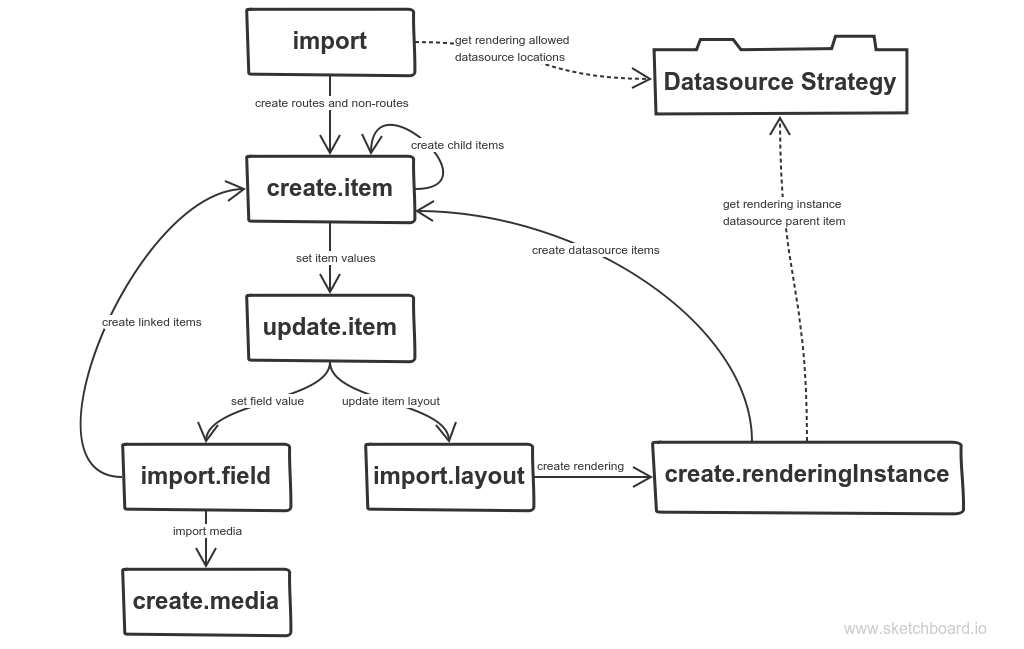 import
get rendering allowed
datasource locations
Datasource Strategy
create routes and non-routes
create child items
create.item
get rendering instance
datasource parent item
create datasource items
set item values
create linked items
update.item
set field value
update item layout
import.field
import.layout
create rendering
create.renderingInstance
import media
create.media
www.sketchboard.io